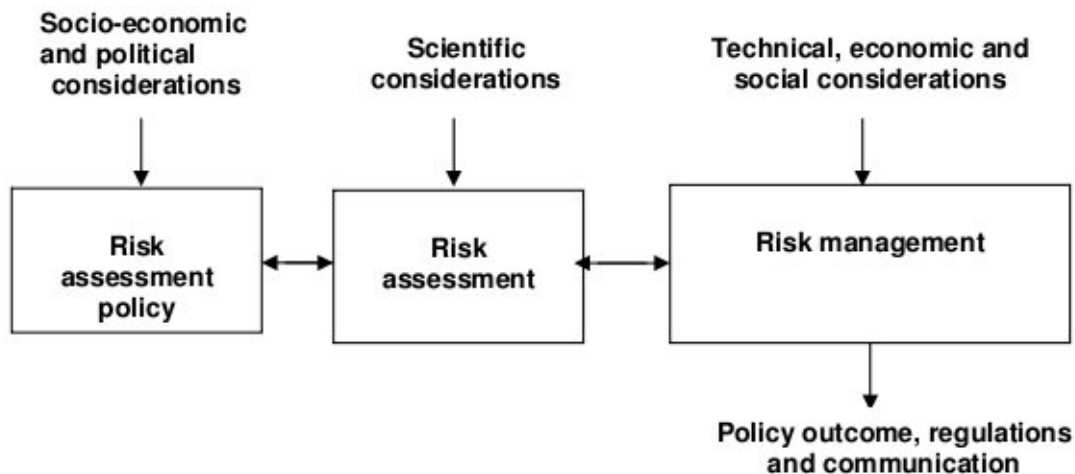 Socio-economic
and political
considerations
Scientific
considerations
Technical, economic and
social considerations
Risk
assessment
policy
Risk
assessment
Risk management
Policy outcome, regulations
and communication